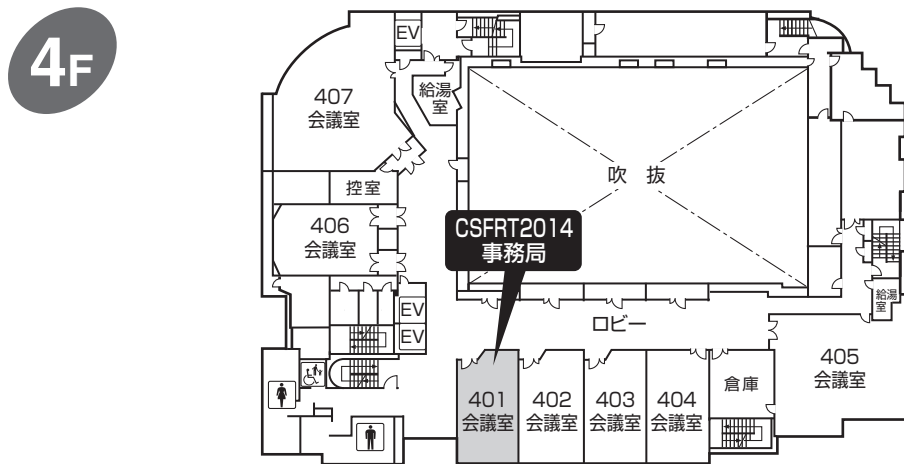 4F
EV
407
会議室
給湯
室
控室
吹 抜
406
会議室
CSFRT2014
事務局
EV
EV
ロビー
給湯
室
401
会議室
402
会議室
403
会議室
404
会議室
倉庫
405
会議室